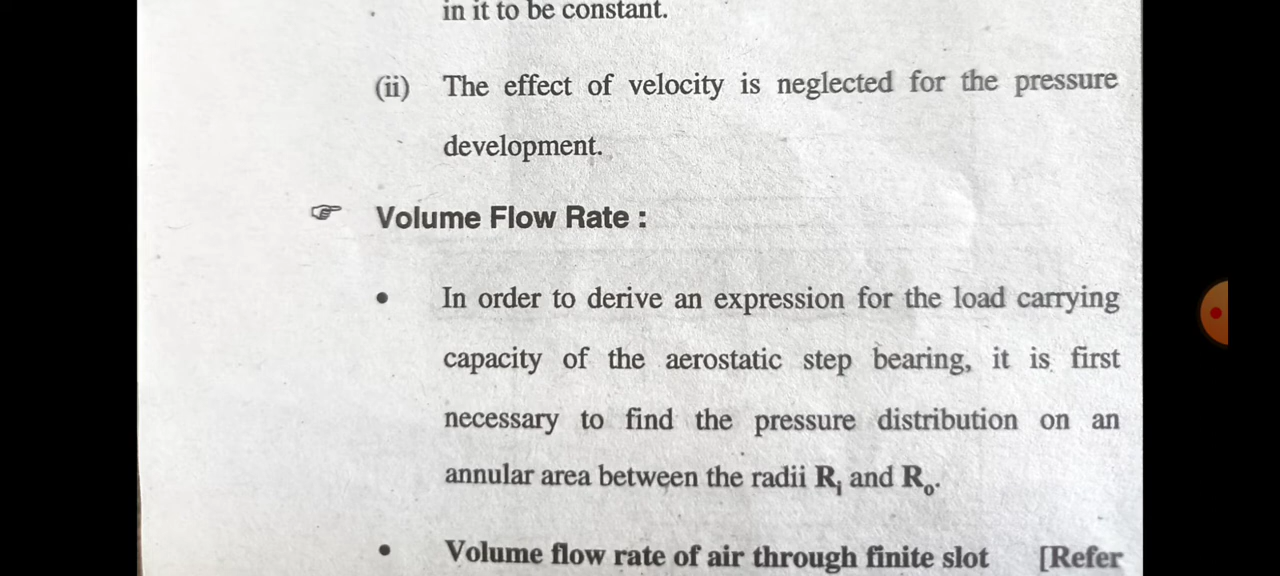 in it to be constant.
(ii) The effect of velocity is neglected for the pressure
development.
☞ Volume Flow Rate :
• In order to derive an expression for the load carrying
capacity of the aerostatic step bearing, it is first
necessary to find the pressure distribution on an
annular area between the radii Rᵢ and Rₒ.
• Volume flow rate of air through finite slot [Refer